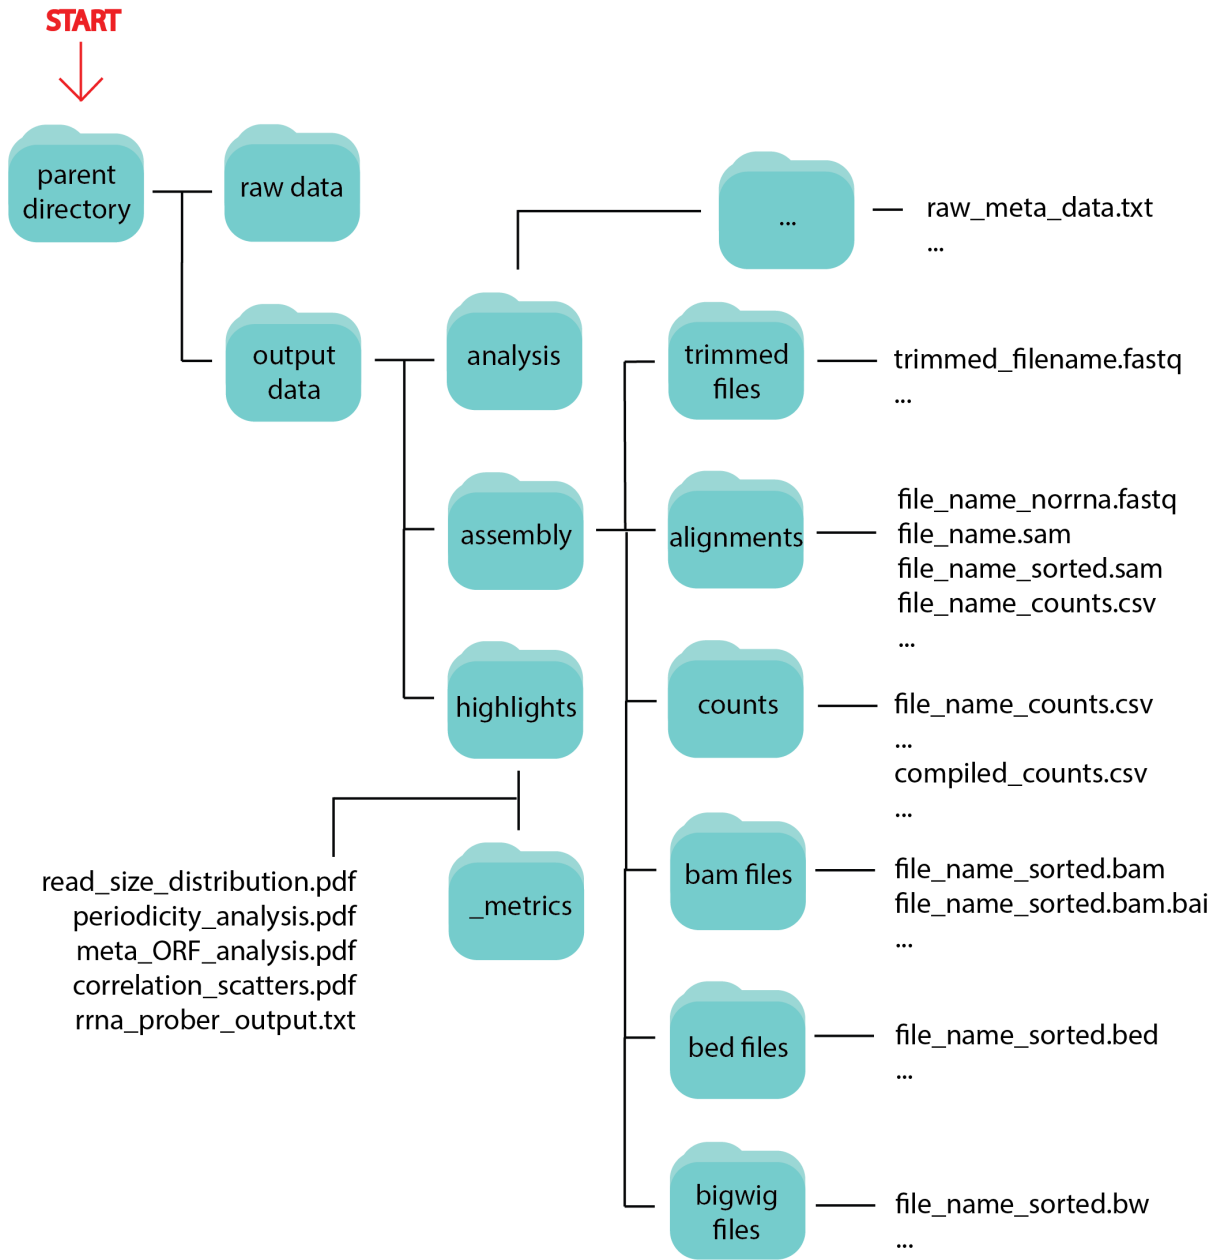 START
parent
directory
raw data
...
raw_meta_data.txt
...
output
data
analysis
trimmed
files
trimmed_filename.fastq
...
assembly
alignments
file_name_norrna.fastq
file_name.sam
file_name_sorted.sam
file_name_counts.csv
...
highlights
counts
file_name_counts.csv
...
compiled_counts.csv
...
read_size_distribution.pdf
periodicity_analysis.pdf
meta_ORF_analysis.pdf
correlation_scatters.pdf
rrna_prober_output.txt
_metrics
bam files
file_name_sorted.bam
file_name_sorted.bam.bai
...
bed files
file_name_sorted.bed
...
bigwig
files
file_name_sorted.bw
...